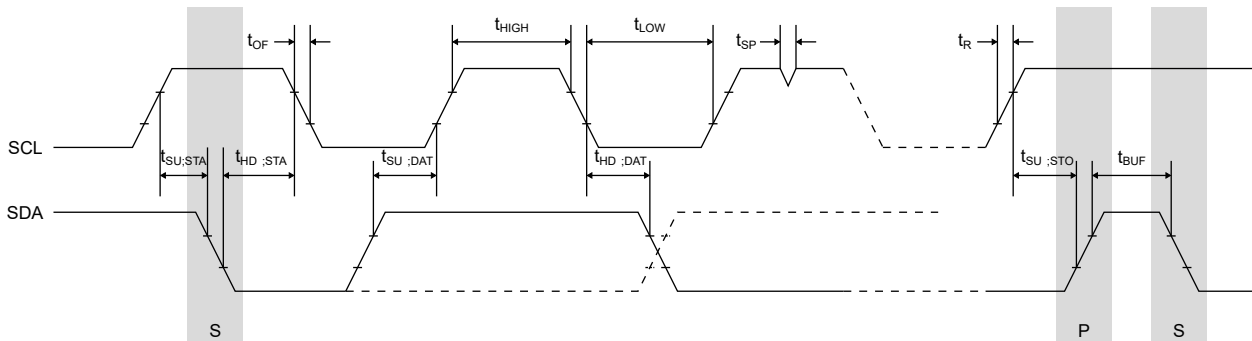 tOF
tHIGH
tLOW
tSP
tR
SCL
tSU;STA
tHD ;STA
tSU ;DAT
tHD ;DAT
tSU ;STO
tBUF
SDA
S
P
S